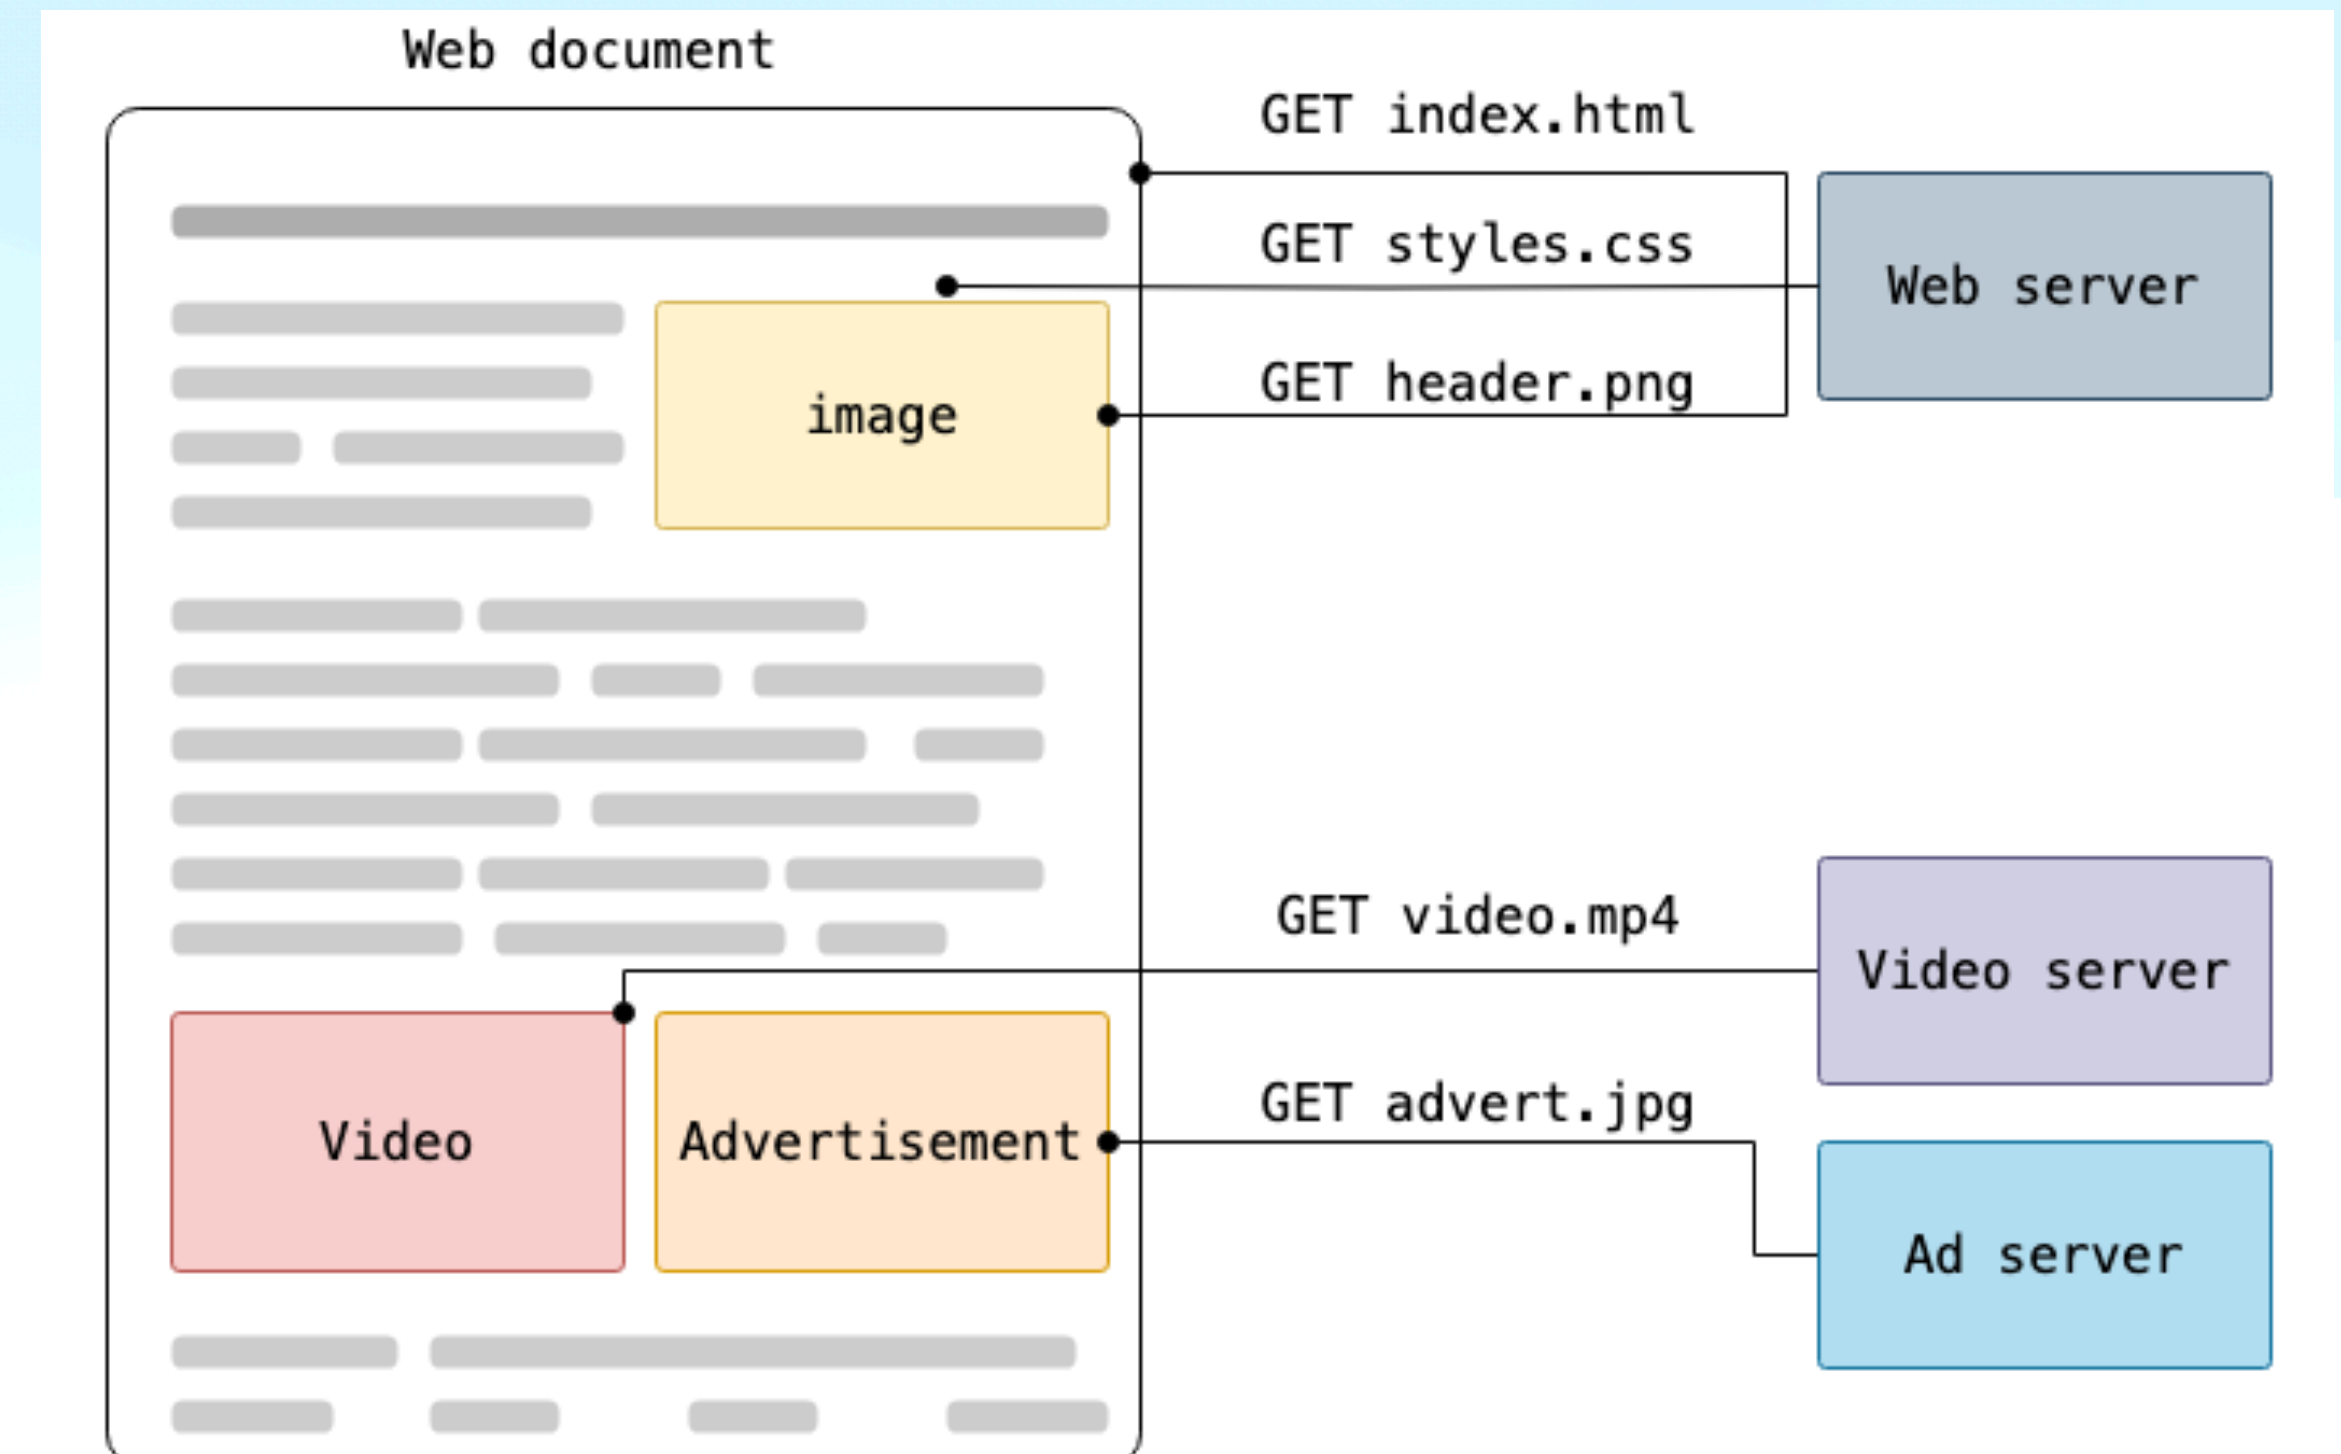 Web document
GET index.html
GET styles.css
Web server
GET header.png
image
GET video.mp4
Video server
GET advert.jpg
Video
Advertisement
Ad server